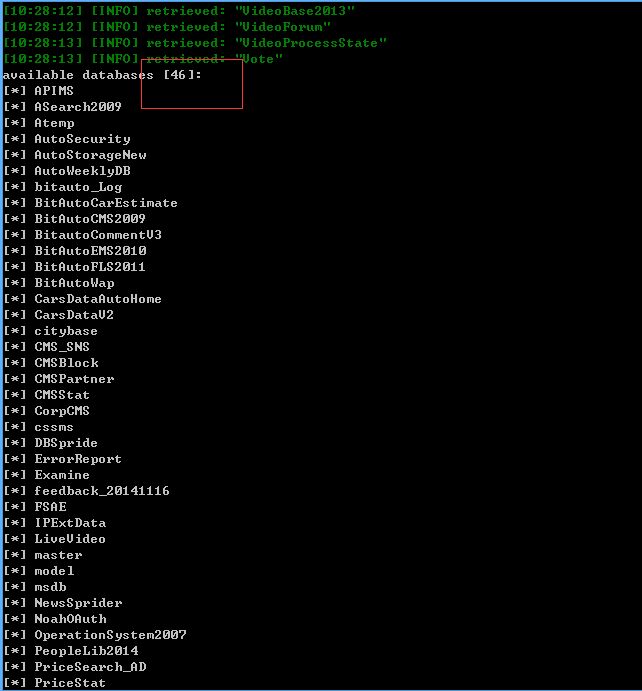 [10:28:12] [INFO] retrieved: "VideoBase2013"
[10:28:12] [INFO] retrieved: "VideoForum"
[10:28:13] [INFO] retrieved: "VideoProcessState"
[10:28:13] [INFO] retrieved: "Vote"
available databases [46]:
[*] APIMS
[*] ASearch2009
[*] Atemp
[*] AutoSecurity
[*] AutoStorageNew
[*] AutoWeeklyDB
[*] bitauto_Log
[*] BitAutoCarEstimate
[*] BitAutoCMS2009
[*] BitautoCommentV3
[*] BitAutoEMS2010
[*] BitAutoFLS2011
[*] BitAutoWap
[*] CarsDataAutoHome
[*] CarsDataV2
[*] citybase
[*] CMS_SNS
[*] CMSBlock
[*] CMSPartner
[*] CMSStat
[*] CorpCMS
[*] cssms
[*] DBSpride
[*] ErrorReport
[*] Examine
[*] feedback_20141116
[*] FSAE
[*] IPExtData
[*] LiveVideo
[*] master
[*] model
[*] msdb
[*] NewsSprider
[*] NoahOAuth
[*] OperationSystem2007
[*] PeopleLib2014
[*] PriceSearch_AD
[*] PriceStat